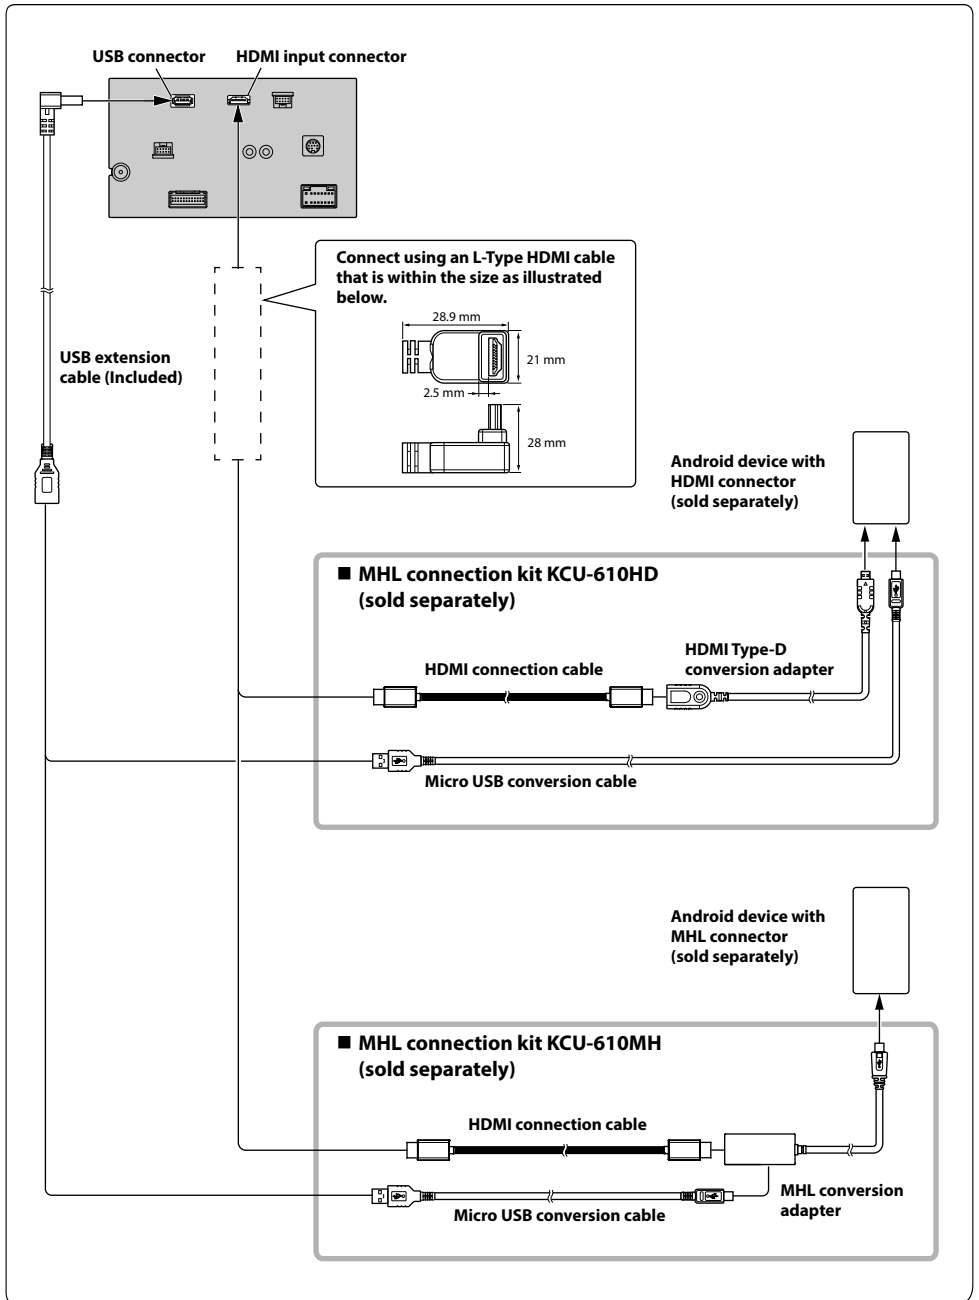 USB connector
HDMI input connector
Connect using an L-Type HDMI cable
that is within the size as illustrated
below.
28.9 mm
21 mm
2.5 mm
28 mm
USB extension
cable (Included)
Android device with
HDMI connector
(sold separately)
■ MHL connection kit KCU-610HD
(sold separately)
HDMI Type-D
conversion adapter
HDMI connection cable
Micro USB conversion cable
Android device with
MHL connector
(sold separately)
■ MHL connection kit KCU-610MH
(sold separately)
HDMI connection cable
MHL conversion
adapter
Micro USB conversion cable